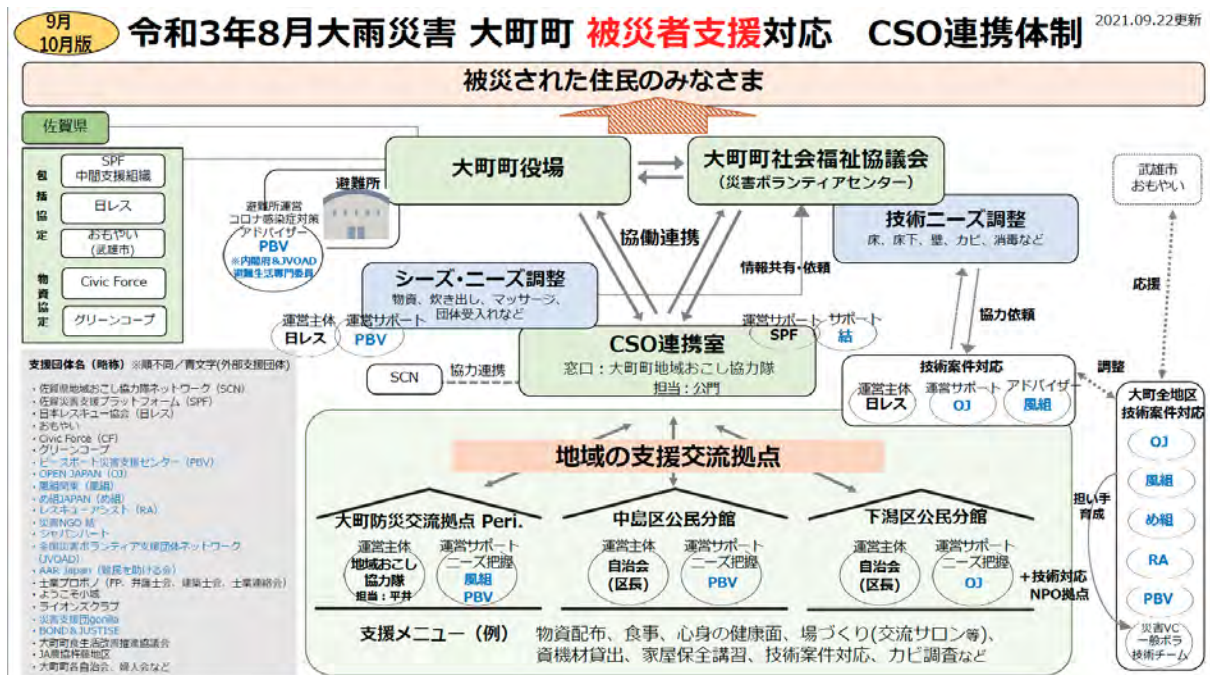 9月
10月版
令和3年8月大雨災害 大町町 被災者支援対応 CSO連携体制
2021.09.22更新
被災された住民のみなさま
佐賀県
包括協定
SPF
中間支援組織
日レス
おもやい
(武雄市)
物資協定
Civic Force
グリーンコープ
大町町役場
大町町社会福祉協議会
(災害ボランティアセンター)
避難所
避難所運営
コロナ感染症対策
アドバイザー
PBV
※内閣府&JVOAD
避難生活専門委員
協働連携
技術ニーズ調整
床、床下、壁、カビ、消毒など
武雄市
おもやい
シーズ・ニーズ調整
物資、炊き出し、マッサージ、
団体受入れなど
情報共有・依頼
応援
運営主体
日レス
運営サポート
PBV
CSO連携室
窓口：大町町地域おこし協力隊
担当：公門
運営サポート
SPF
サポート
結
協力依頼
SCN
協力連携
技術案件対応
運営主体
日レス
運営サポート
OJ
アドバイザー
風組
調整
支援団体名（略称）※順不同／青文字(外部支援団体)
・佐賀県地域おこし協力隊ネットワーク（SCN）
・佐賀災害支援プラットフォーム（SPF）
・日本レスキュー協会（日レス）
・おもやい
・Civic Force（CF）
・グリーンコープ
・ピースボート災害支援センター（PBV）
・OPEN JAPAN（OJ）
・風組関東（風組）
・め組JAPAN（め組）
・レスキューアシスト（RA）
・災害NGO 結
・ジャパンハート
・全国災害ボランティア支援団体ネットワーク
(JVOAD)
・AAR Japan（難民を助ける会）
・士業プロボノ（FP、弁護士会、建築士会、士業連絡会）
・ようこそ小城
・ライオンズクラブ
・災害支援団gorilla
・BOND&JUSTISE
・大町町食生活改善推進協議会
・JA農協杵藤地区
・大町町各自治会、婦人会など
地域の支援交流拠点
大町防災交流拠点 Peri.
運営主体
地域おこし
協力隊
担当：平井
運営サポート
ニーズ把握
風組
PBV
中島区公民分館
運営主体
自治会
(区長)
運営サポート
ニーズ把握
PBV
下潟区公民分館
運営主体
自治会
(区長)
運営サポート
ニーズ把握
OJ
+技術対応
NPO拠点
支援メニュー（例）
物資配布、食事、心身の健康面、場づくり(交流サロン等)、
資機材貸出、家屋保全講習、技術案件対応、カビ調査など
大町全地区
技術案件対応
OJ
風組
め組
RA
PBV
災害VC
一般ボラ
技術チーム
担い手
育成